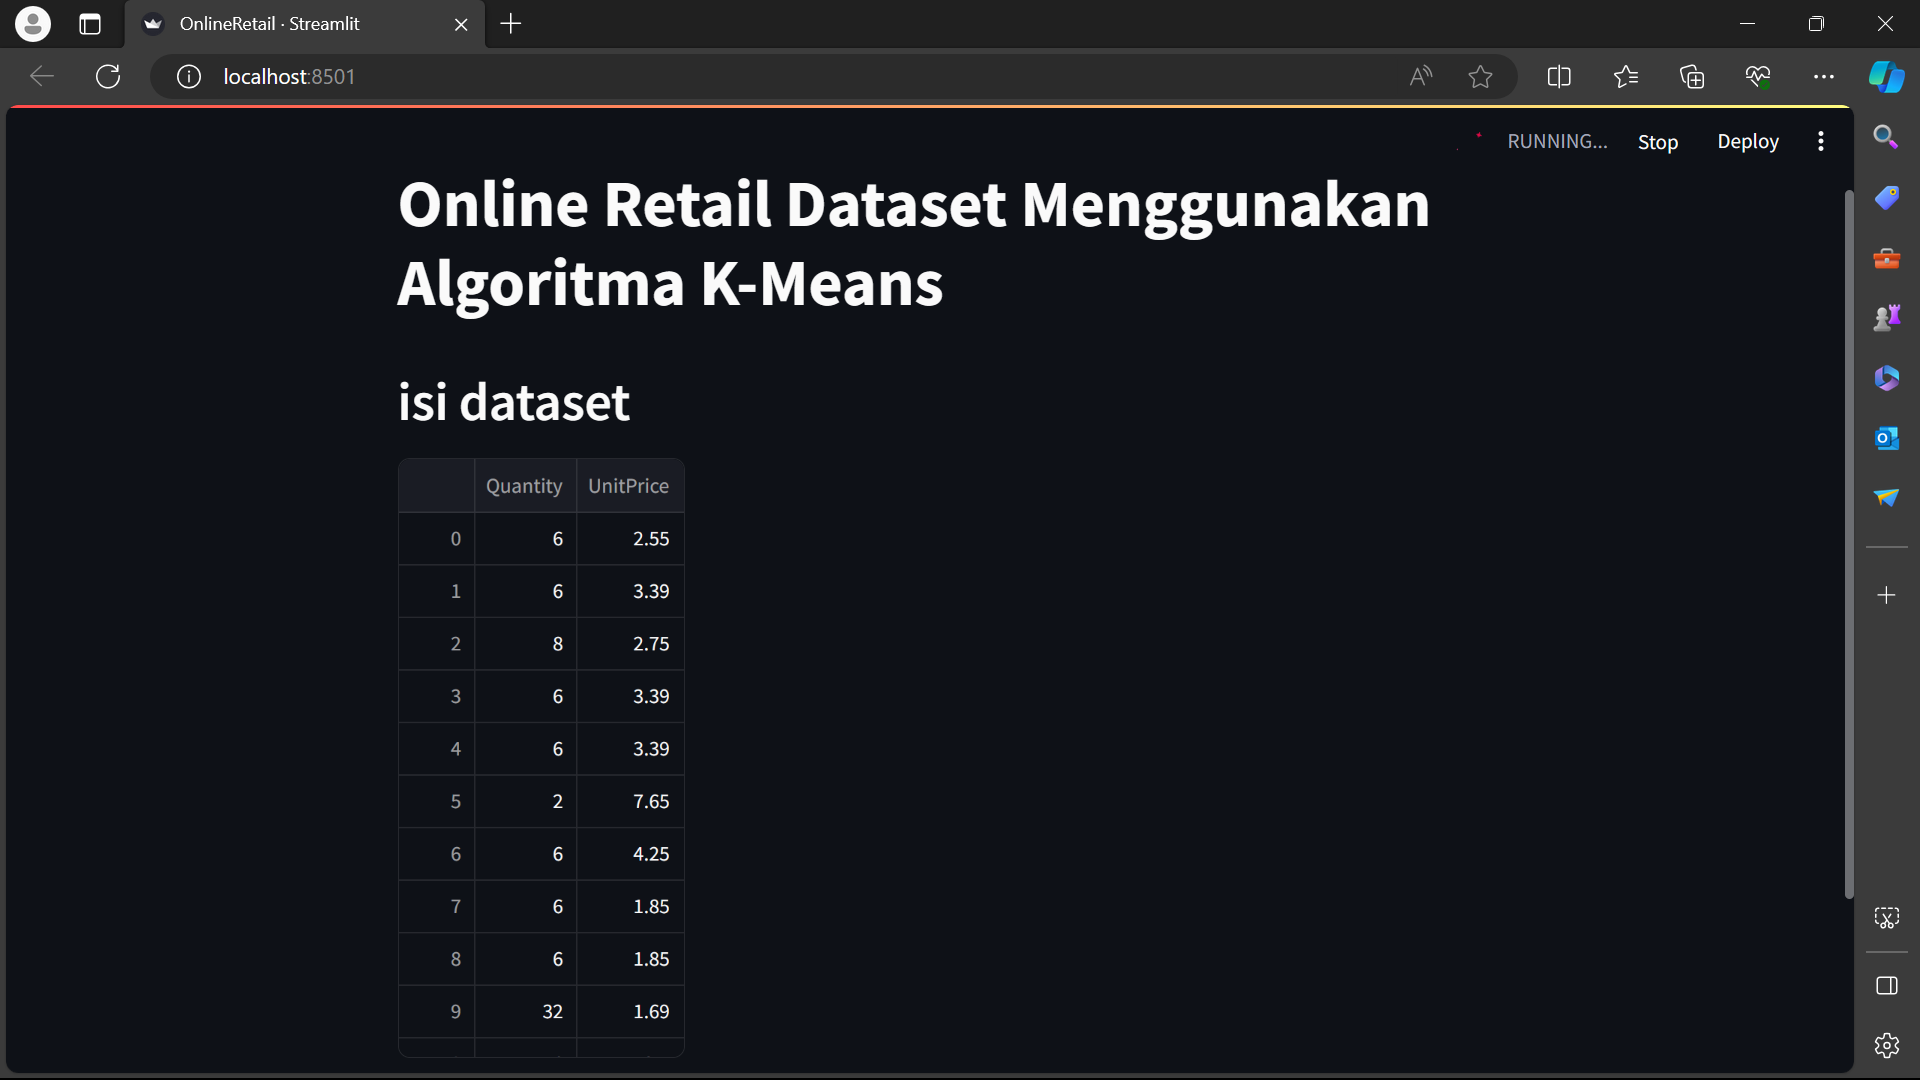 OnlineRetail · Streamlit
localhost:8501
RUNNING...
Stop
Deploy
Online Retail Dataset Menggunakan
Algoritma K-Means
isi dataset
Quantity UnitPrice
0 6 2.55
1 6 3.39
2 8 2.75
3 6 3.39
4 6 3.39
5 2 7.65
6 6 4.25
7 6 1.85
8 6 1.85
9 32 1.69